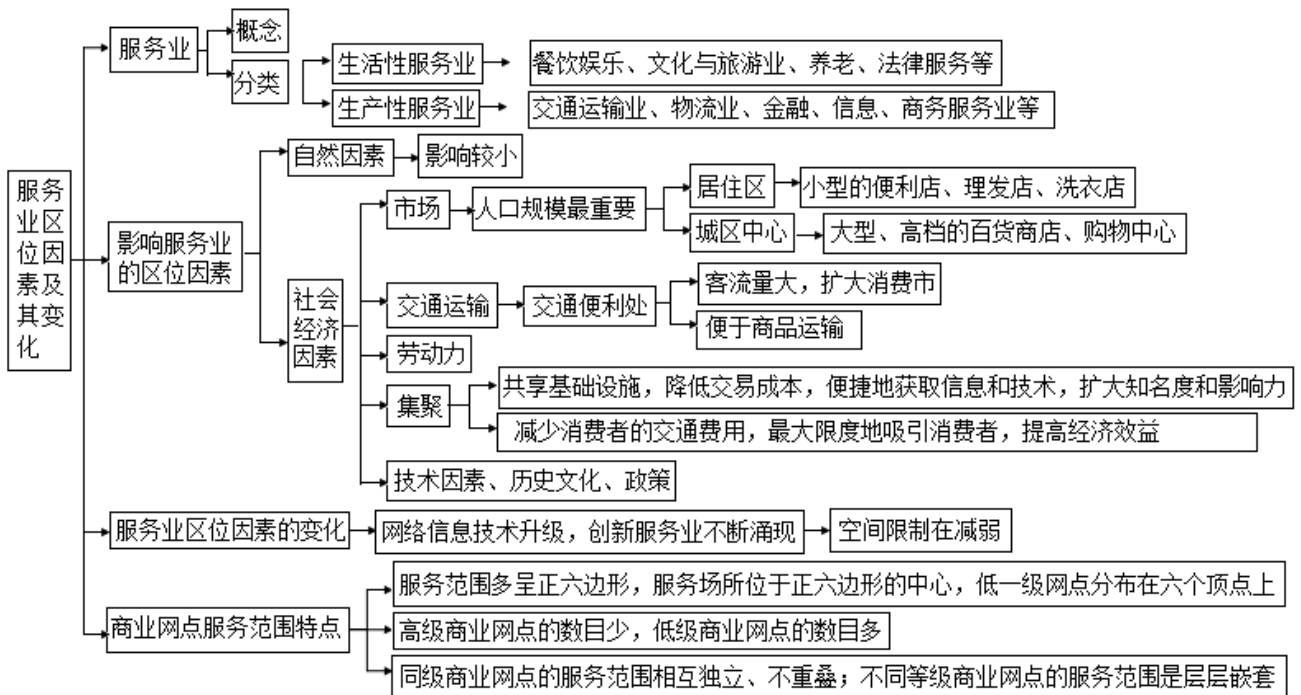 服务业区位因素及其变化
服务业
概念
分类
生活性服务业
餐饮娱乐、文化与旅游业、养老、法律服务等
生产性服务业
交通运输业、物流业、金融、信息、商务服务业等
影响服务业
的区位因素
自然因素
影响较小
社会
经济
因素
市场
人口规模最重要
居住区
小型的便利店、理发店、洗衣店
城区中心
大型、高档的百货商店、购物中心
交通运输
交通便利处
客流量大，扩大消费市
便于商品运输
劳动力
集聚
共享基础设施，降低交易成本，便捷地获取信息和技术，扩大知名度和影响力
减少消费者的交通费用，最大限度地吸引消费者，提高经济效益
技术因素、历史文化、政策
服务业区位因素的变化
网络信息技术升级，创新服务业不断涌现
空间限制在减弱
商业网点服务范围特点
服务范围多呈正六边形，服务场所位于正六边形的中心，低一级网点分布在六个顶点上
高级商业网点的数目少，低级商业网点的数目多
同级商业网点的服务范围相互独立、不重叠；不同等级商业网点的服务范围是层层嵌套